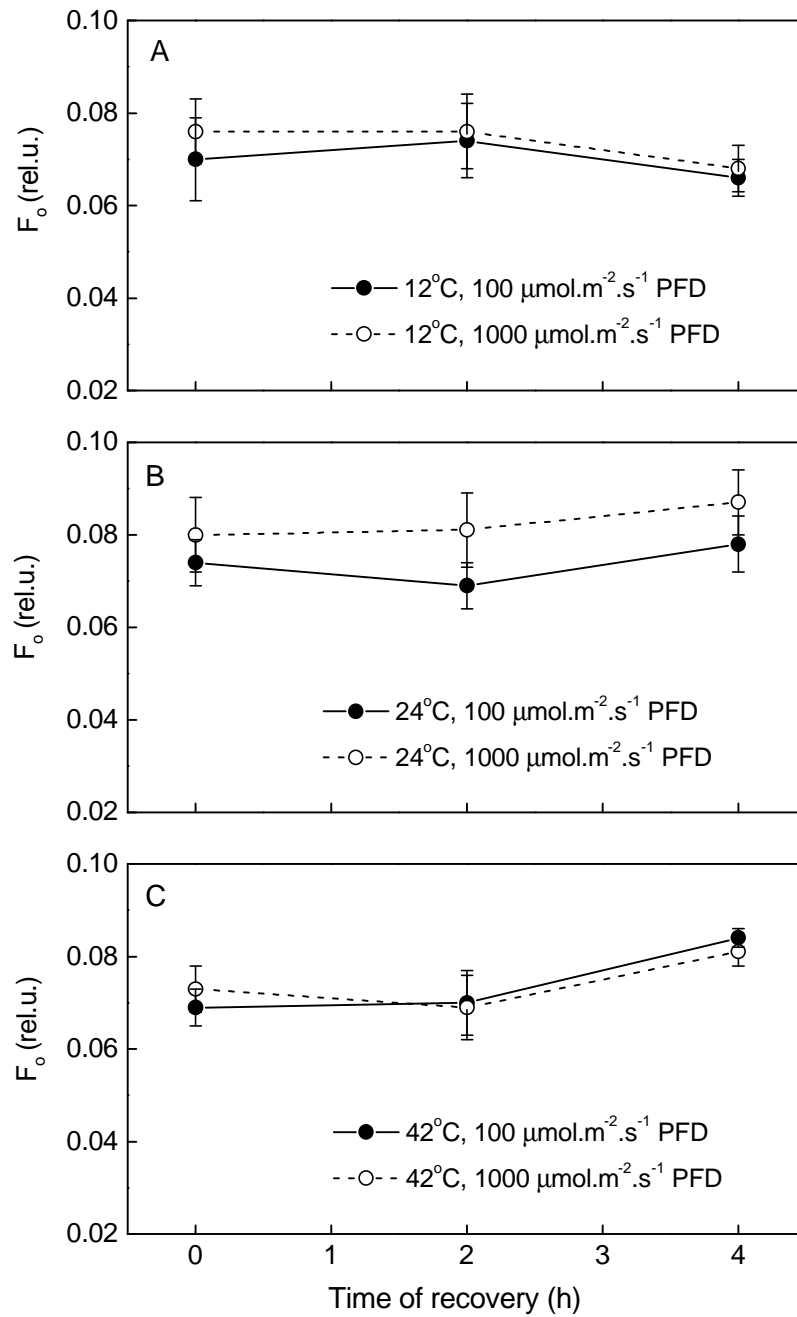 A
0.10
0.08
0.06
0.04
0.02
F₀ (rel.u.)
12°C, 100 μmol.m⁻².s⁻¹ PFD
12°C, 1000 μmol.m⁻².s⁻¹ PFD
B
0.10
0.08
0.06
0.04
0.02
F₀ (rel.u.)
24°C, 100 μmol.m⁻².s⁻¹ PFD
24°C, 1000 μmol.m⁻².s⁻¹ PFD
C
0.10
0.08
0.06
0.04
0.02
F₀ (rel.u.)
42°C, 100 μmol.m⁻².s⁻¹ PFD
42°C, 1000 μmol.m⁻².s⁻¹ PFD
0 1 2 3 4
Time of recovery (h)